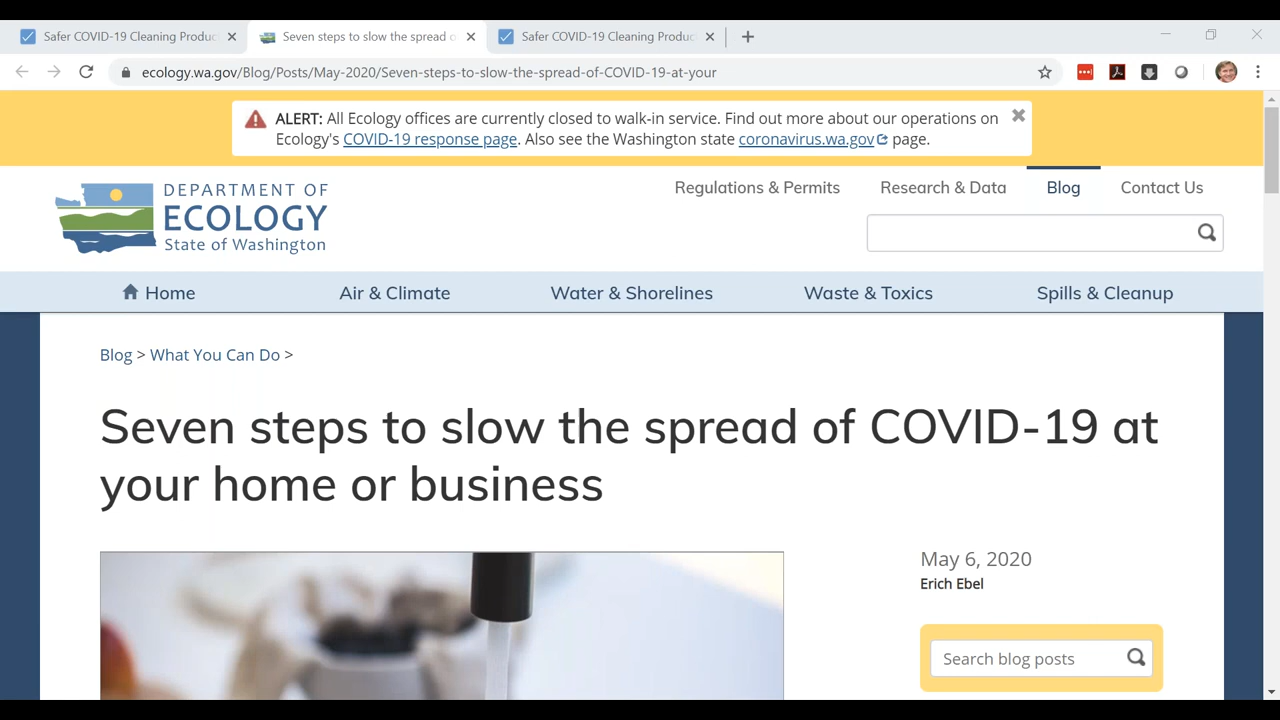 Safer COVID-19 Cleaning Produc
Seven steps to slow the spread o
Safer COVID-19 Cleaning Produc
ecology.wa.gov/Blog/Posts/May-2020/Seven-steps-to-slow-the-spread-of-COVID-19-at-your
ALERT: All Ecology offices are currently closed to walk-in service. Find out more about our operations on
Ecology's COVID-19 response page. Also see the Washington state coronavirus.wa.gov page.
DEPARTMENT OF
ECOLOGY
State of Washington
Regulations & Permits Research & Data Blog Contact Us
Home Air & Climate Water & Shorelines Waste & Toxics Spills & Cleanup
Blog > What You Can Do >
Seven steps to slow the spread of COVID-19 at
your home or business
May 6, 2020
Erich Ebel
Search blog posts